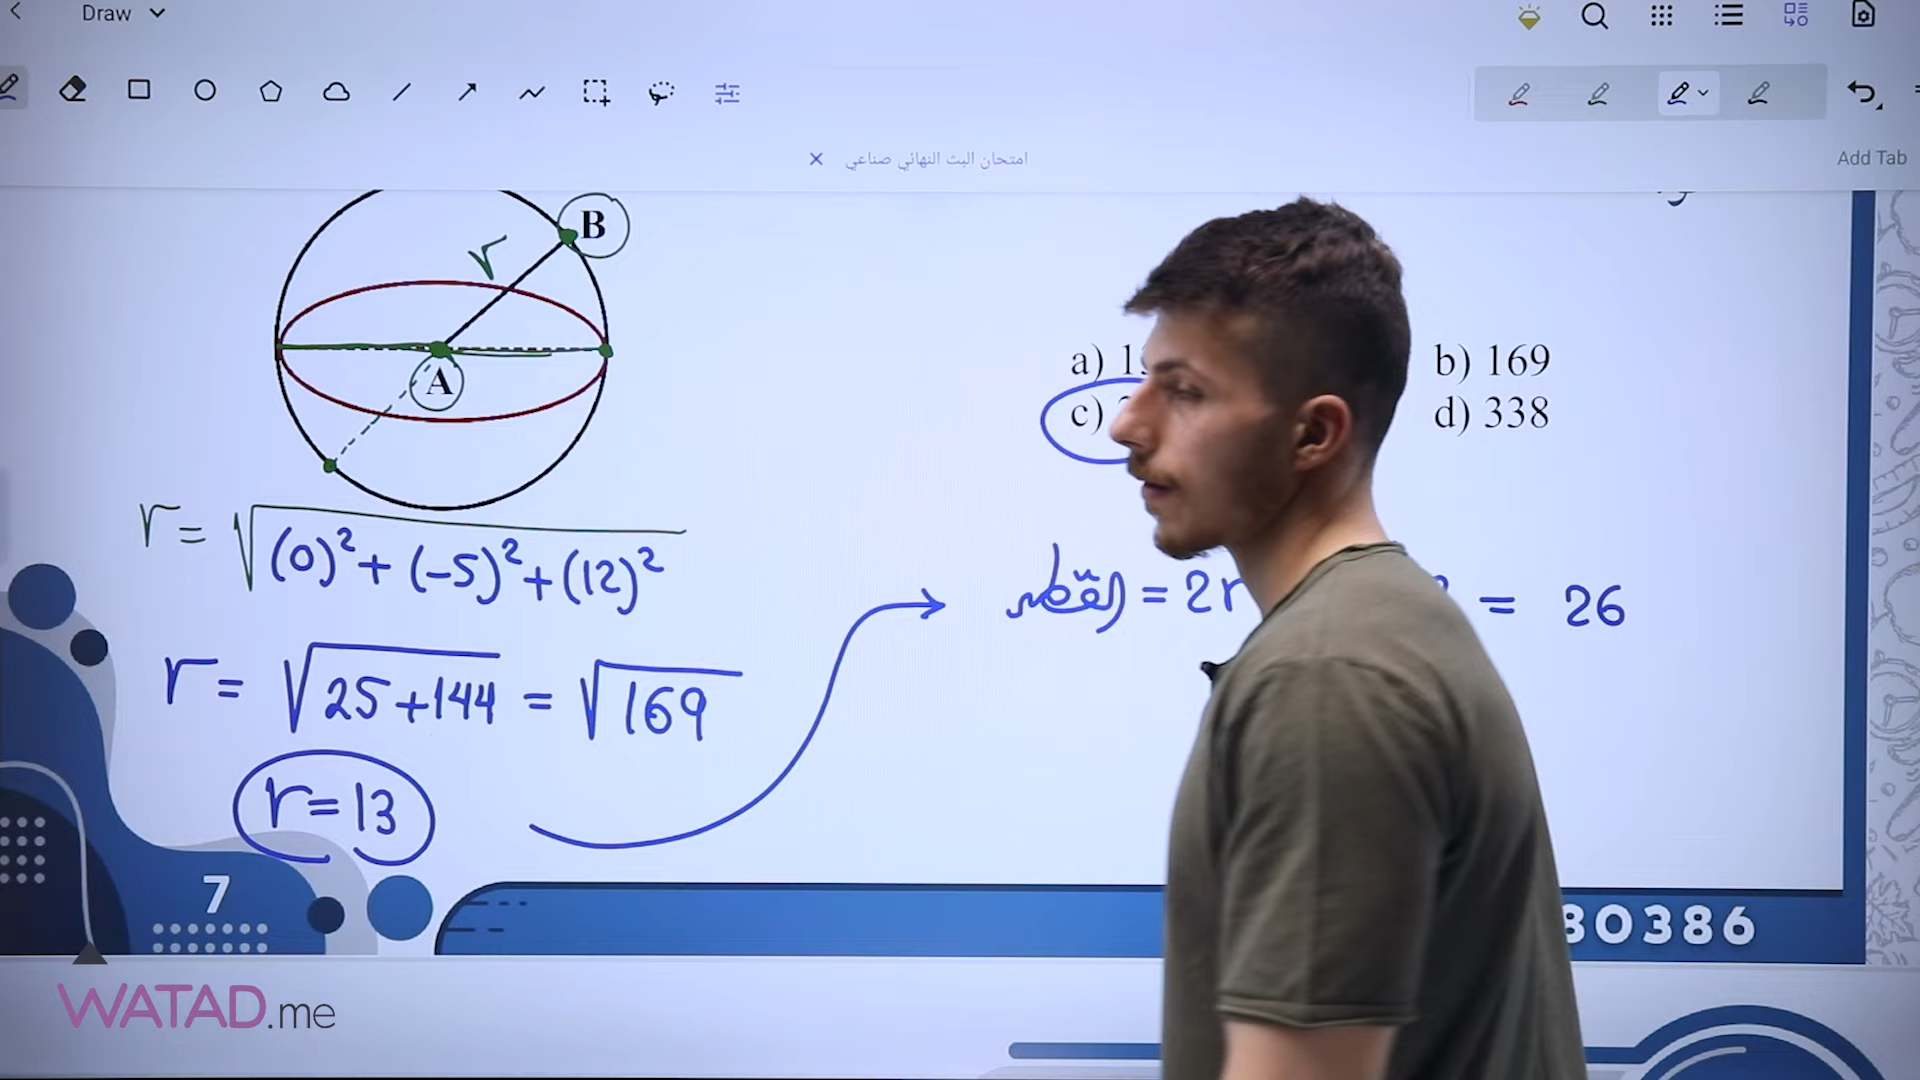 Draw
امتحان البث النهائي صناعي
Add Tab
B
r
A
a) 1
b) 169
c)
d) 338
r = √(0)² + (-5)² + (12)²
القطر = 2r = 26
r = √25+144 = √169
r = 13
7
80386
WATAD.me